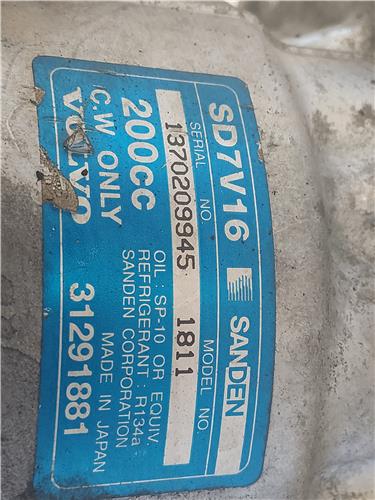 SD7V16 SANDEN
SERIAL NO. MODEL NO.
1370209945 1811
200cc OIL : SP-10 OR EQUIV.
REFRIGERANT : R134a
C.W ONLY SANDEN CORPORATION
MADE IN JAPAN
VOLVO 31291881